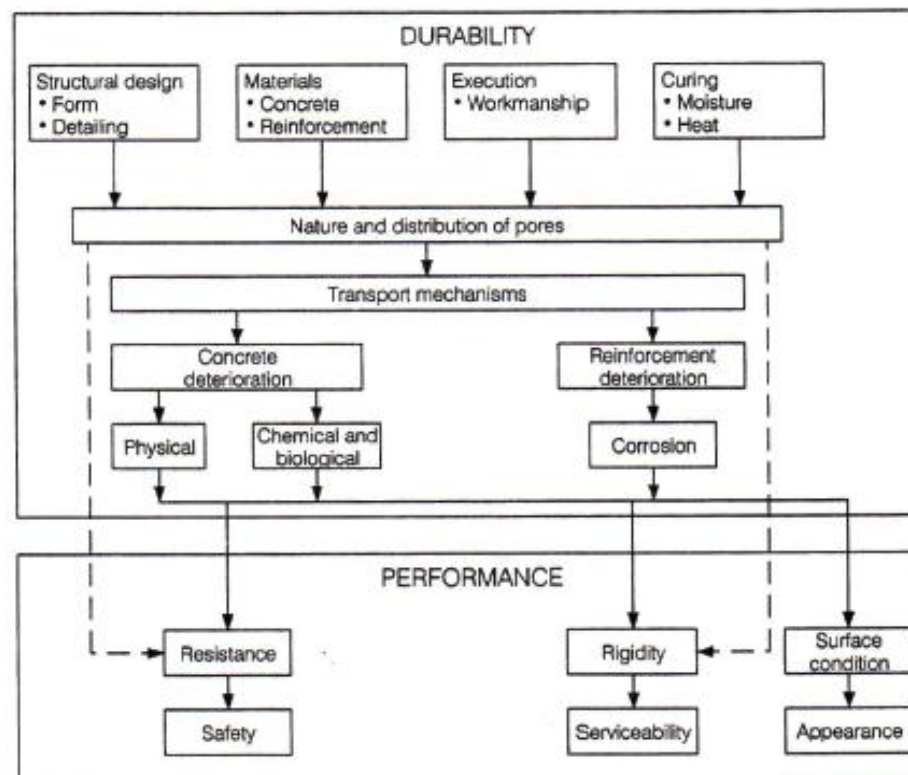 DURABILITY
Structural design
• Form
• Detailing
Materials
• Concrete
• Reinforcement
Execution
• Workmanship
Curing
• Moisture
• Heat
Nature and distribution of pores
Transport mechanisms
Concrete
deterioration
Reinforcement
deterioration
Physical
Chemical and
biological
Corrosion
PERFORMANCE
Resistance
Rigidity
Surface
condition
Safety
Serviceability
Appearance